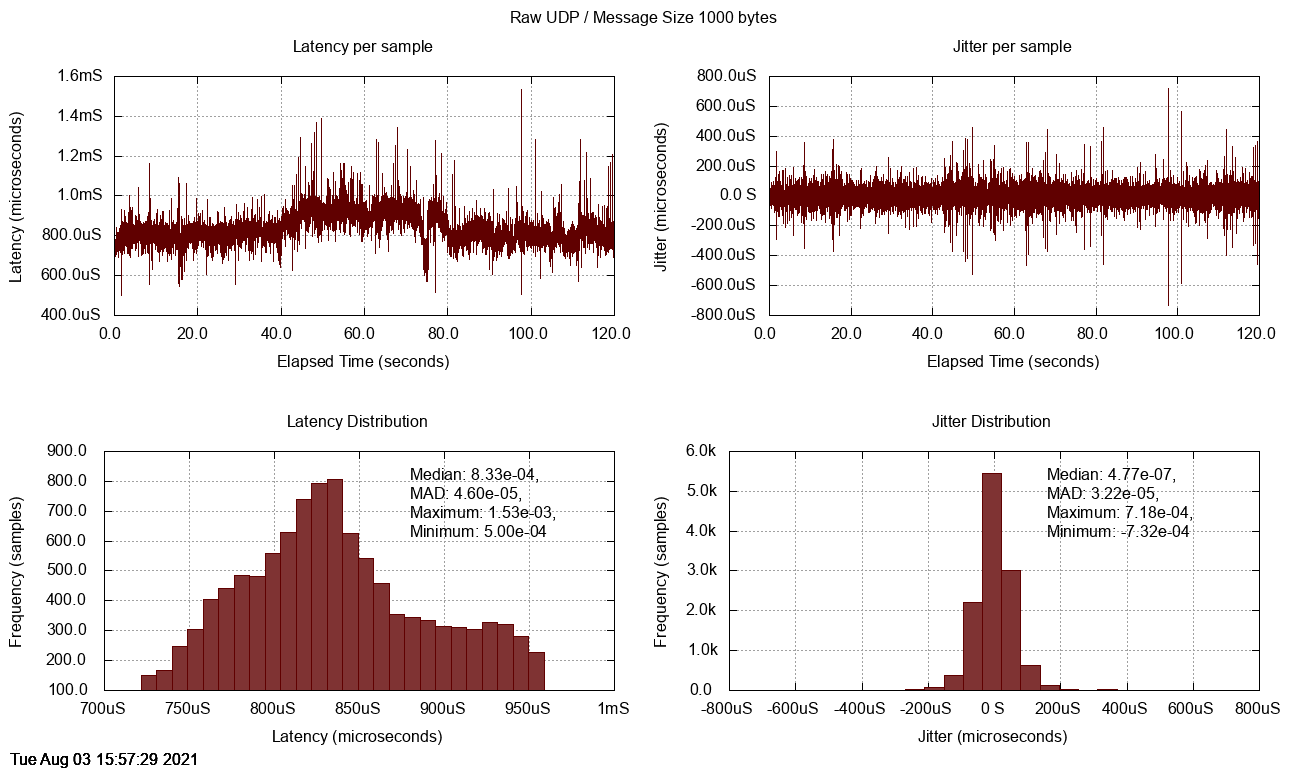 Raw UDP / Message Size 1000 bytes
Latency per sample
Latency (microseconds)
1.6mS
1.4mS
1.2mS
1.0mS
800.0uS
600.0uS
400.0uS
0.0 20.0 40.0 60.0 80.0 100.0 120.0
Elapsed Time (seconds)
Jitter per sample
Jitter (microseconds)
800.0uS
600.0uS
400.0uS
200.0uS
0.0 S
-200.0uS
-400.0uS
-600.0uS
-800.0uS
0.0 20.0 40.0 60.0 80.0 100.0 120.0
Elapsed Time (seconds)
Latency Distribution
Frequency (samples)
900.0
800.0
700.0
600.0
500.0
400.0
300.0
200.0
100.0
Median: 8.33e-04,
MAD: 4.60e-05,
Maximum: 1.53e-03,
Minimum: 5.00e-04
700uS 750uS 800uS 850uS 900uS 950uS 1mS
Latency (microseconds)
Jitter Distribution
Frequency (samples)
6.0k
5.0k
4.0k
3.0k
2.0k
1.0k
0.0
Median: 4.77e-07,
MAD: 3.22e-05,
Maximum: 7.18e-04,
Minimum: -7.32e-04
-800uS -600uS -400uS -200uS 0 S 200uS 400uS 600uS 800uS
Jitter (microseconds)
Tue Aug 03 15:57:29 2021